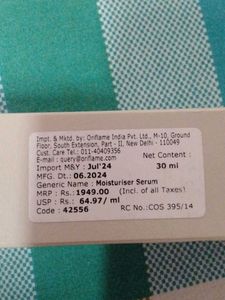 Impt. & Mktd. by: Oriflame India Pvt. Ltd., M-10, Ground
Floor, South Extension, Part - II, New Delhi - 110049
Cust. Care Tel.: 011-40409356
E-mail : query@oriflame.com Net Content :
Import M&Y : Jul'24 30 ml
MFG. Dt.: 06.2024
Generic Name : Moisturiser Serum
MRP : Rs.: 1949.00 (Incl. of all Taxes)
USP : Rs.: 64.97/ ml
Code : 42556 RC No.: COS 395/14